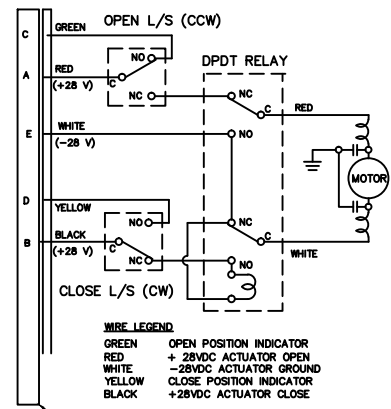 OPEN L/S (CCW)
C
GREEN
NO
DPDT RELAY
A
RED
(+28 V)
C
NC
NC
C
RED
E
WHITE
(-28 V)
NO
MOTOR
D
YELLOW
NO
NC
B
BLACK
(+28 V)
C
NC
C
NO
WHITE
CLOSE L/S (CW)
WIRE LEGEND
GREEN OPEN POSITION INDICATOR
RED + 28VDC ACTUATOR OPEN
WHITE -28VDC ACTUATOR GROUND
YELLOW CLOSE POSITION INDICATOR
BLACK +28VDC ACTUATOR CLOSE